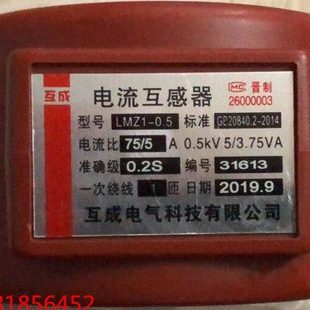 互成 电流互感器 MC 晋制 26000003
型号 LMZ1-0.5 标准 GB20840.2-2014
电流比 75/5 A 0.5kV 5/3.75VA
准确级 0.2S 编号 31613
一次绕线 1 匝 日期 2019.9
互成电气科技有限公司
31856452